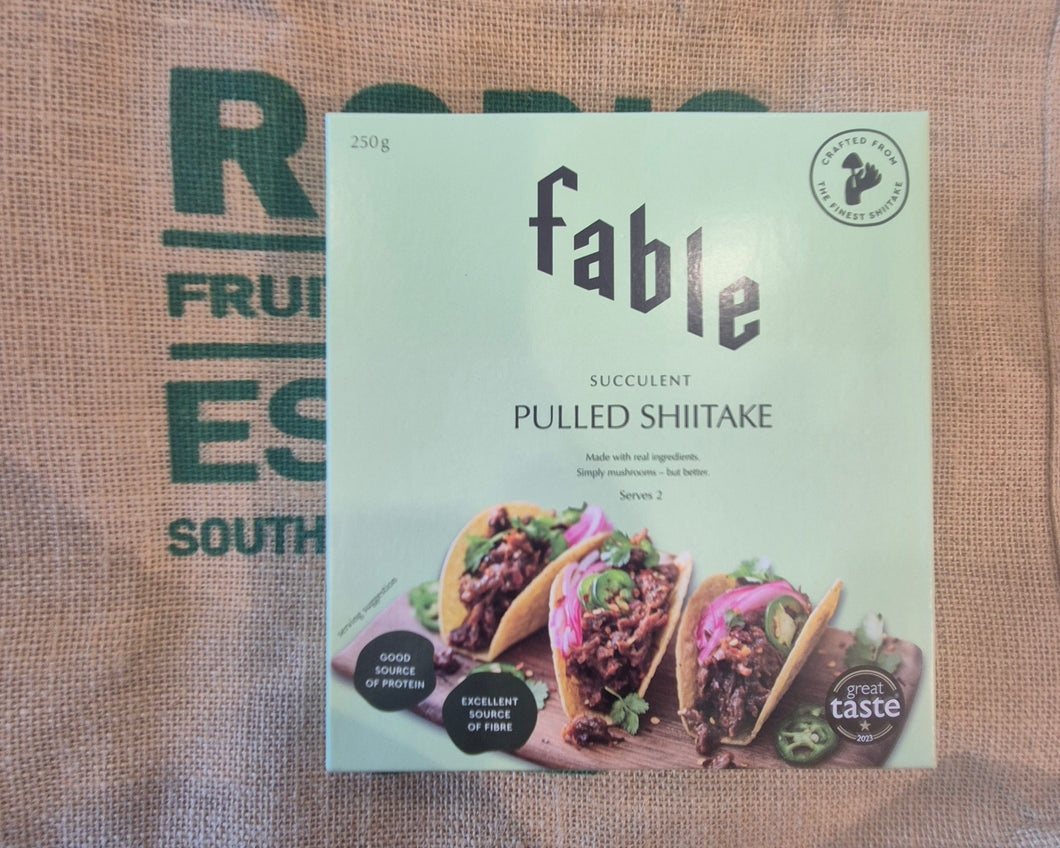 FRUI
ES
SOUTH
250g
CRAFTED FROM
THE FINEST SHIITAKE
fable
SUCCULENT
PULLED SHIITAKE
Made with real ingredients.
Simply mushrooms – but better.
Serves 2
serving suggestion
GOOD
SOURCE
OF PROTEIN
EXCELLENT
SOURCE
OF FIBRE
great
taste
2023